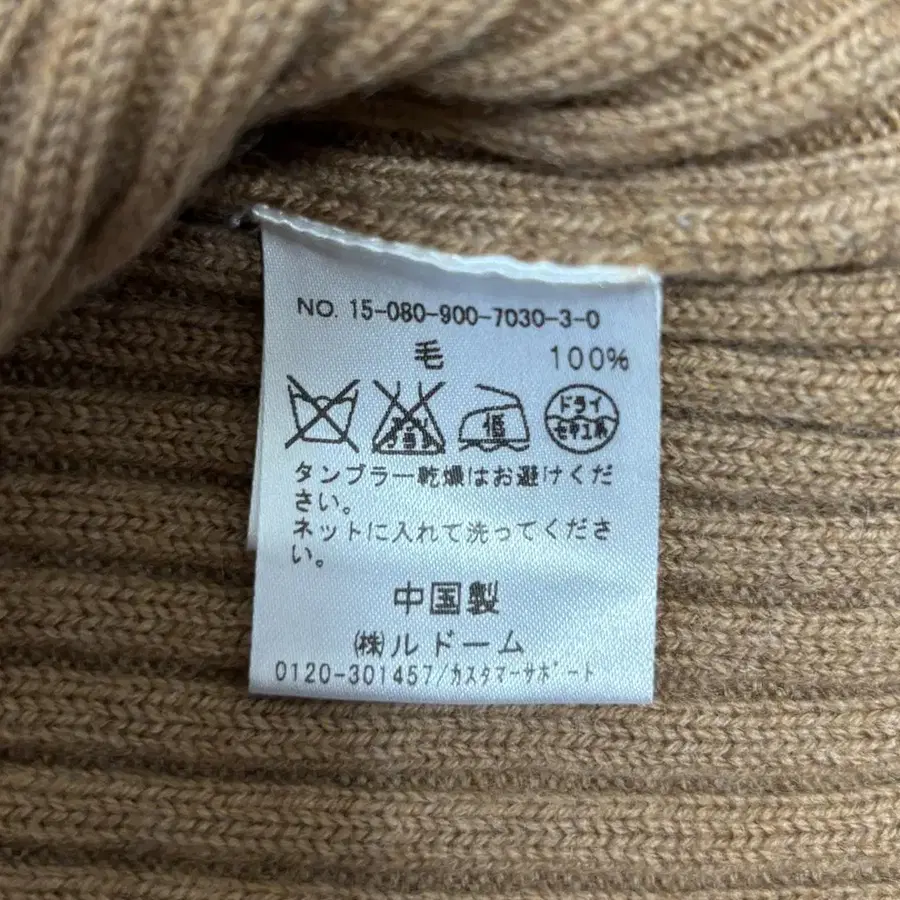 NO. 15-080-900-7030-3-0
毛 100%
低
ドライ
セキユ系
タンブラー乾燥はお避けくだ
さい。
ネットに入れて洗ってくださ
い。
中国製
(株)ルドーム
0120-301457/カスタマーサポート